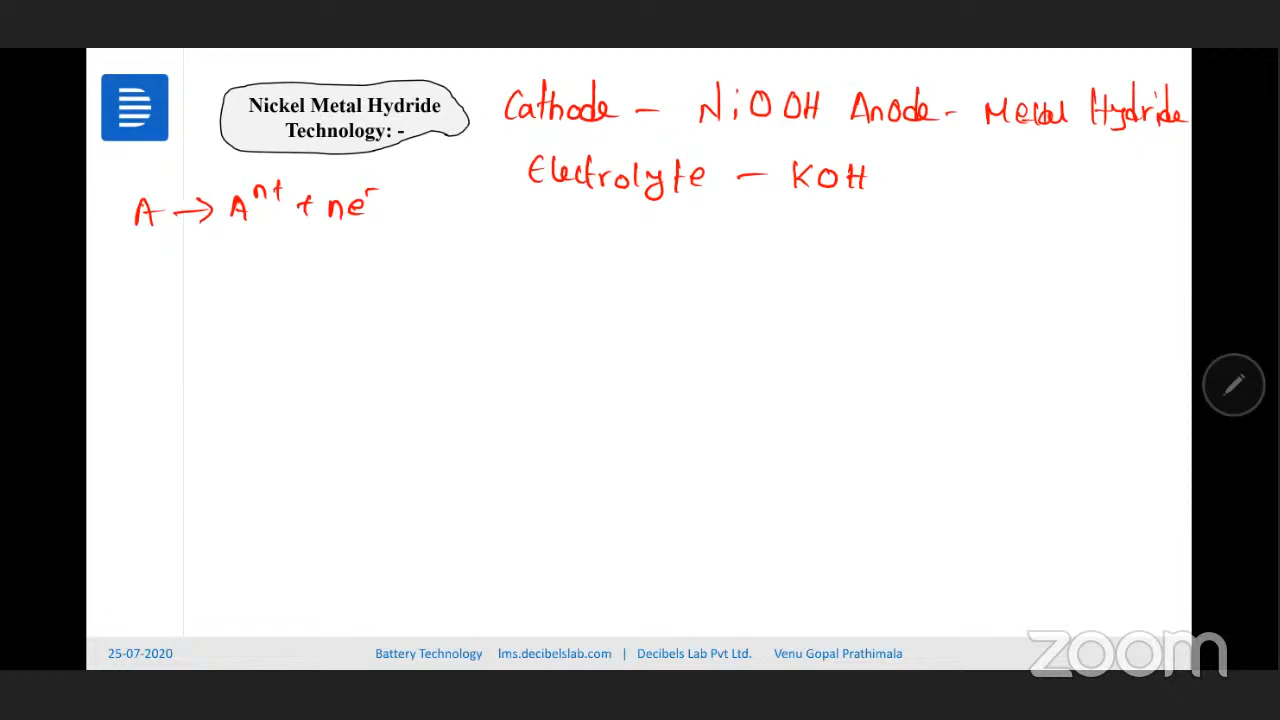 Nickel Metal Hydride
Technology: -
Cathode - NiOOH Anode - Metal Hydride
Electrolyte - KOH
A → Aⁿ⁺ + ne⁻
25-07-2020
Battery Technology lms.decibelslab.com | Decibels Lab Pvt Ltd. Venu Gopal Prathimala
zoom